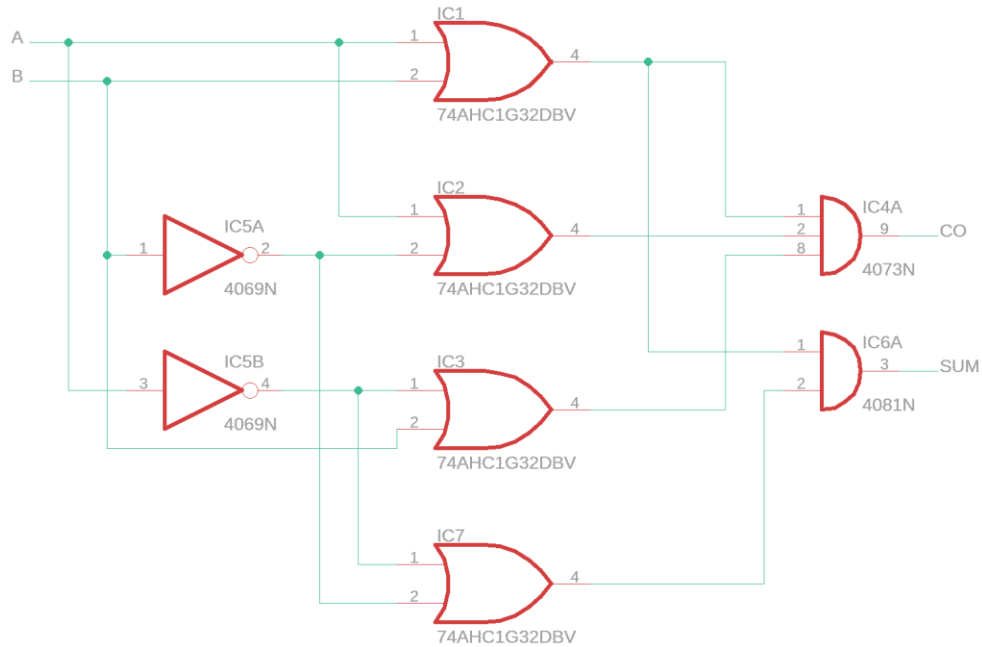 IC1
A
1
4
B
2
74AHC1G32DBV
IC2
1
4
2
74AHC1G32DBV
IC5A
1
2
4069N
IC4A
1
2
8
9
CO
4073N
IC5B
3
4
4069N
IC3
1
4
2
74AHC1G32DBV
IC6A
1
3
SUM
2
4081N
IC7
1
4
2
74AHC1G32DBV